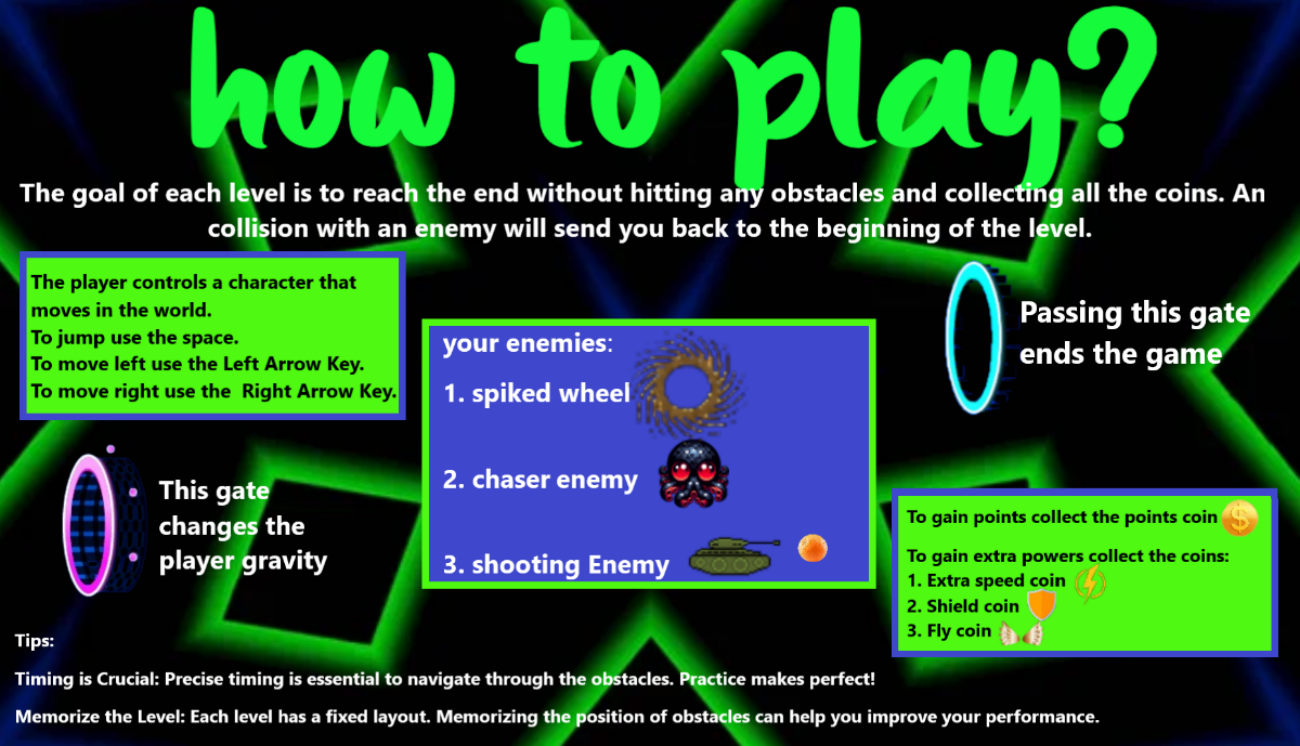 how to play?
The goal of each level is to reach the end without hitting any obstacles and collecting all the coins. An
collision with an enemy will send you back to the beginning of the level.
The player controls a character that
moves in the world.
To jump use the space.
To move left use the Left Arrow Key.
To move right use the Right Arrow Key.
Passing this gate
ends the game
your enemies:
1. spiked wheel
2. chaser enemy
3. shooting Enemy
This gate
changes the
player gravity
To gain points collect the points coin
To gain extra powers collect the coins:
1. Extra speed coin
2. Shield coin
3. Fly coin
Tips:
Timing is Crucial: Precise timing is essential to navigate through the obstacles. Practice makes perfect!
Memorize the Level: Each level has a fixed layout. Memorizing the position of obstacles can help you improve your performance.